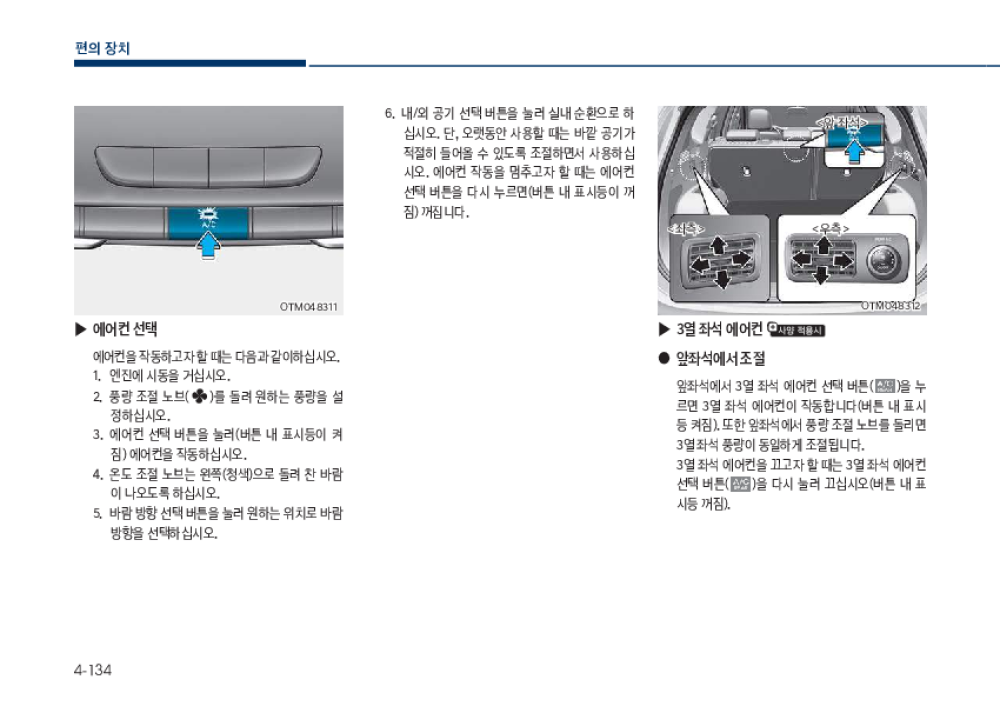 편의 장치
A/C
OTM048311
▶ 에어컨 선택
에어컨을 작동하고자 할 때는 다음과 같이하십시오.
1. 엔진에 시동을 거십시오.
2. 풍량 조절 노브( )를 돌려 원하는 풍량을 설
정하십시오.
3. 에어컨 선택 버튼을 눌러(버튼 내 표시등이 켜
짐) 에어컨을 작동하십시오.
4. 온도 조절 노브는 왼쪽(청색)으로 돌려 찬 바람
이 나오도록 하십시오.
5. 바람 방향 선택 버튼을 눌러 원하는 위치로 바람
방향을 선택하십시오.
6. 내/외 공기 선택 버튼을 눌러 실내 순환으로 하
십시오. 단, 오랫동안 사용할 때는 바깥 공기가
적절히 들어올 수 있도록 조절하면서 사용하십
시오. 에어컨 작동을 멈추고자 할 때는 에어컨
선택 버튼을 다시 누르면(버튼 내 표시등이 꺼
짐) 꺼집니다.
<앞좌석>
<좌측>
<우측>
OTM048312
▶ 3열 좌석 에어컨 사양 적용시
● 앞좌석에서 조절
앞좌석에서 3열 좌석 에어컨 선택 버튼( A/C )을 누
르면 3열 좌석 에어컨이 작동합니다(버튼 내 표시
등 켜짐). 또한 앞좌석에서 풍량 조절 노브를 돌리면
3열 좌석 풍량이 동일하게 조절됩니다.
3열 좌석 에어컨을 끄고자 할 때는 3열 좌석 에어컨
선택 버튼( A/C )을 다시 눌러 끄십시오(버튼 내 표
시등 꺼짐).
4-134